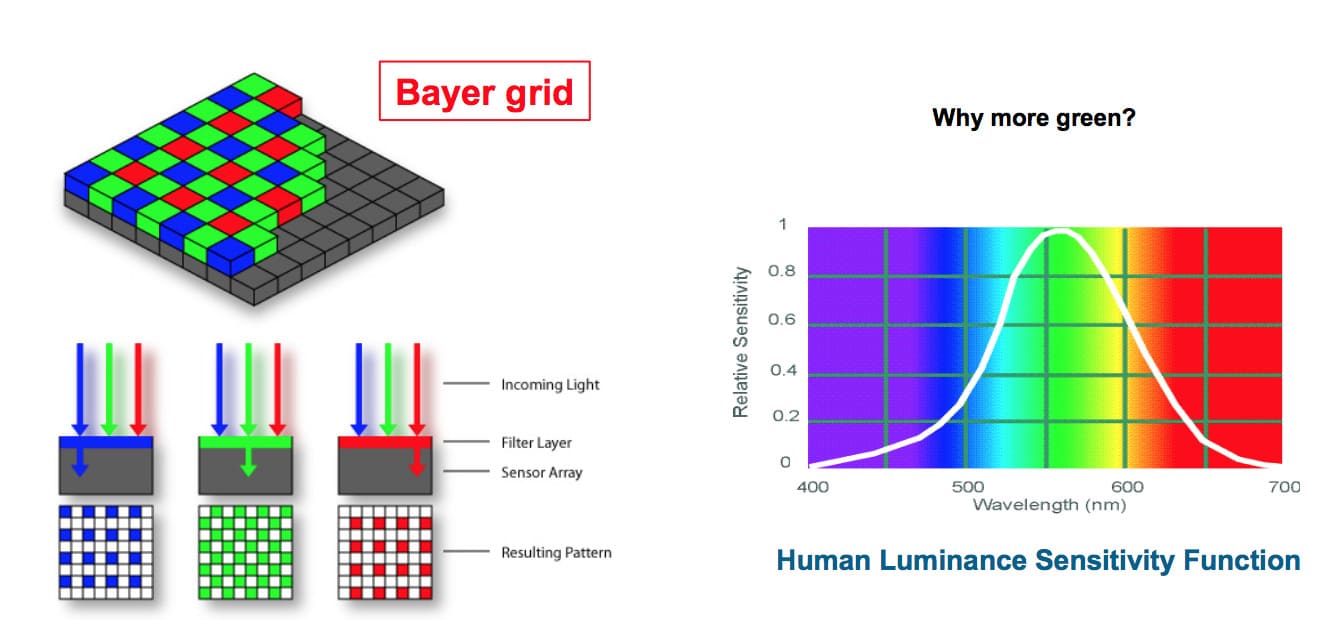 Bayer grid
Incoming Light
Filter Layer
Sensor Array
Resulting Pattern
Why more green?
Relative Sensitivity
1
0.8
0.6
0.4
0.2
0
400 500 600 700
Wavelength (nm)
Human Luminance Sensitivity Function